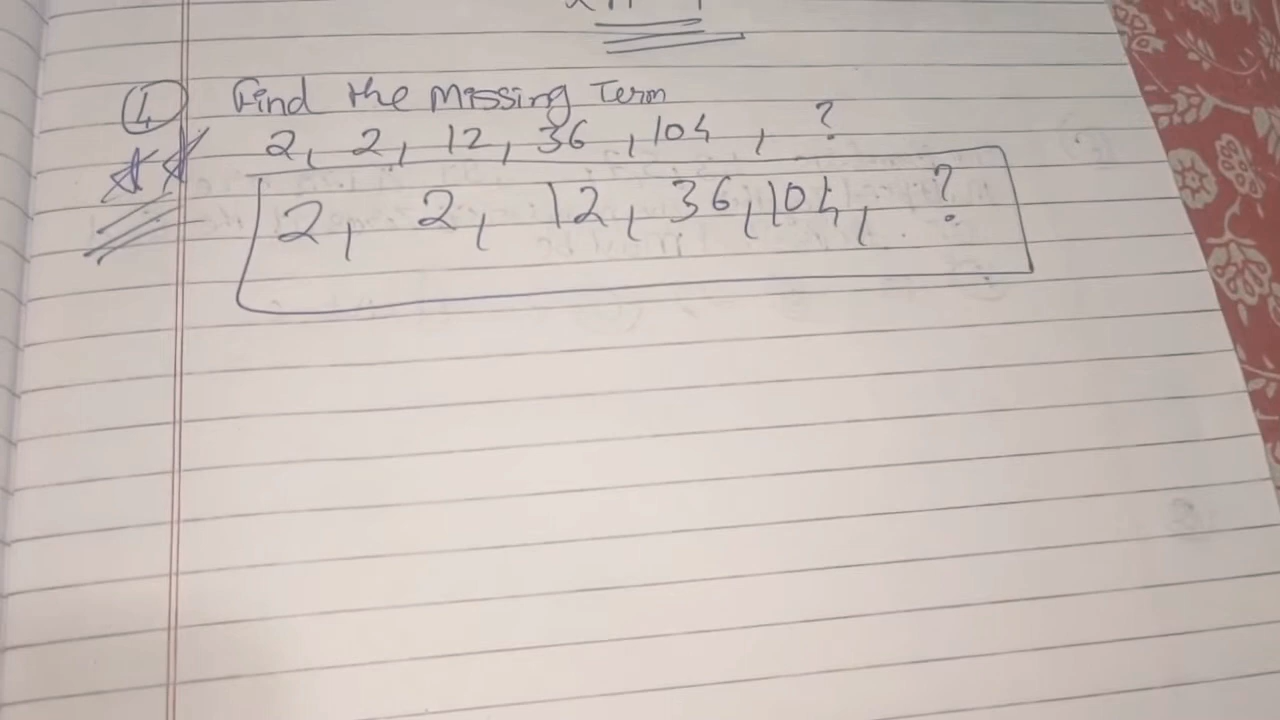 ④ Find the Missing Term
2, 2, 12, 36, 104, ?
2, 2, 12, 36, 104, ?